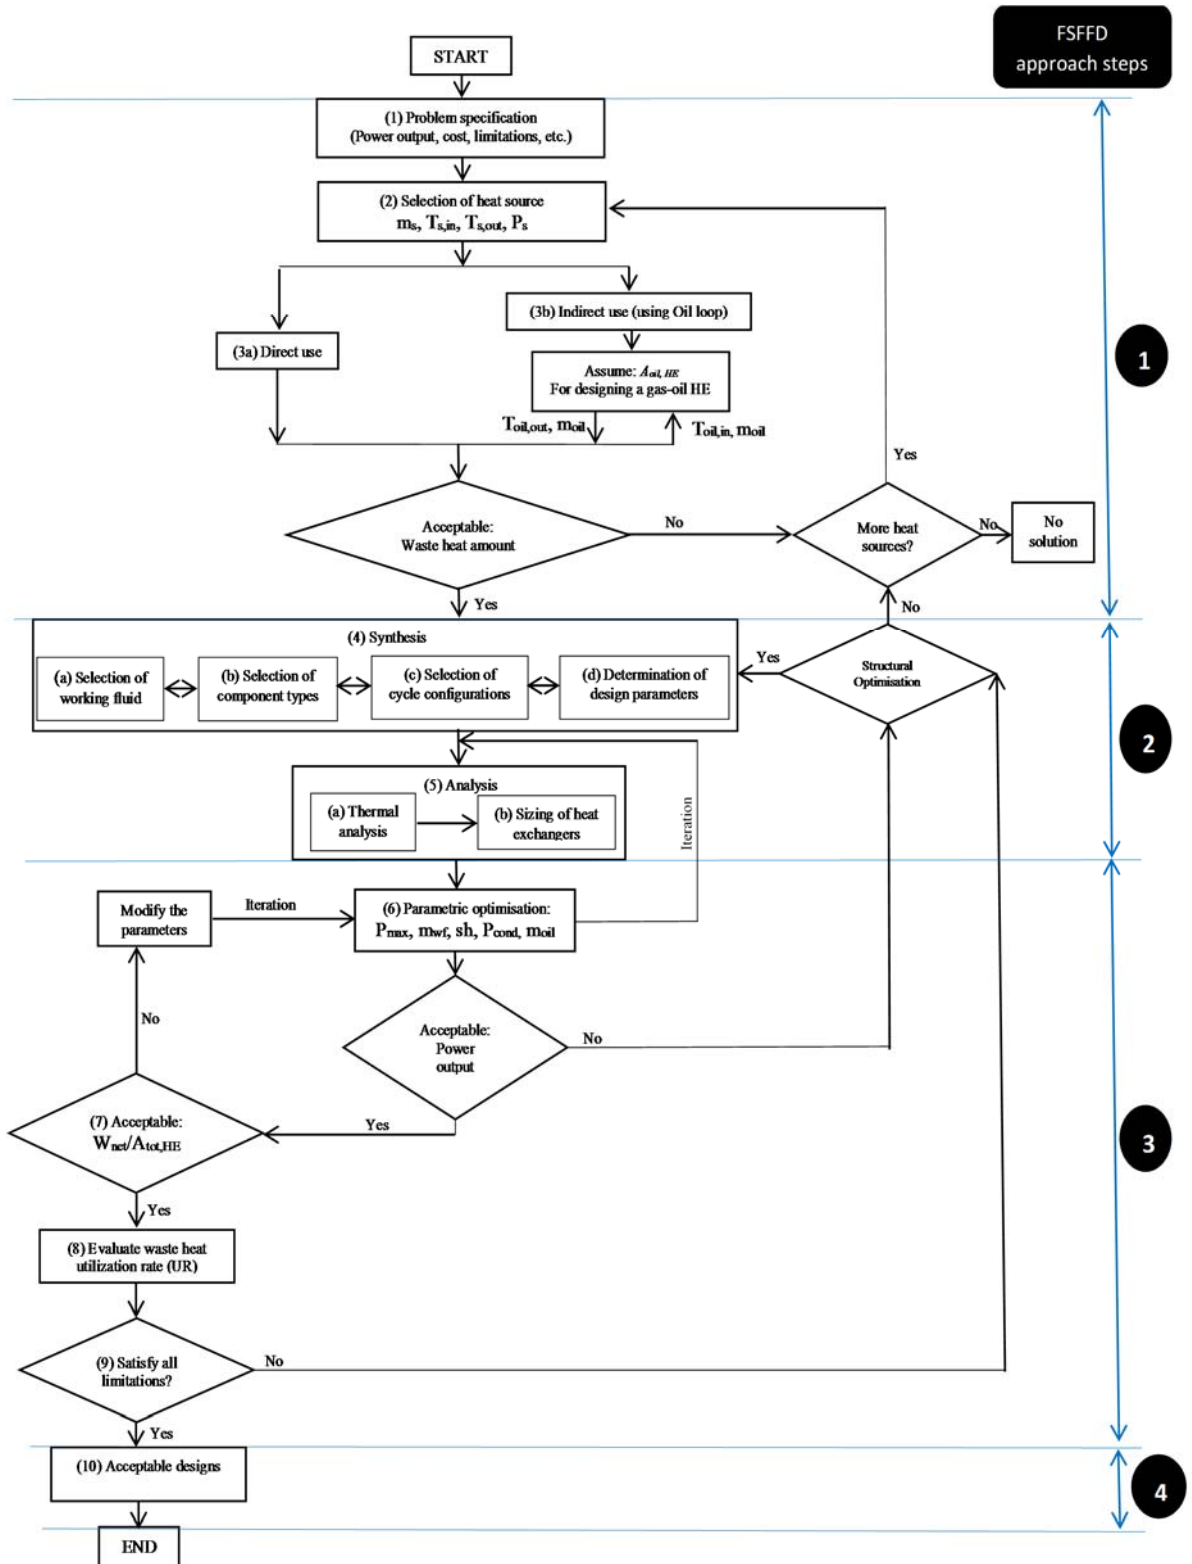 FSFFD
approach steps
START
(1) Problem specification
(Power output, cost, limitations, etc.)
(2) Selection of heat source
ms, Ts,in, Ts,out, Ps
(3b) Indirect use (using Oil loop)
(3a) Direct use
Assume: Aoil, HE
For designing a gas-oil HE
Toil,out, moil
Toil,in, moil
1
Yes
Acceptable:
Waste heat amount
No
More heat
sources?
No
No
solution
Yes
No
(4) Synthesis
(a) Selection of
working fluid
(b) Selection of
component types
(c) Selection of
cycle configurations
(d) Determination of
design parameters
Yes
Structural
Optimisation
2
(5) Analysis
(a) Thermal
analysis
(b) Sizing of heat
exchangers
Iteration
Modify the
parameters
Iteration
(6) Parametric optimisation:
Pmax, mwf, sh, Pcond, moil
No
Acceptable:
Power
output
No
(7) Acceptable:
Wnet/Atot,HE
Yes
3
Yes
(8) Evaluate waste heat
utilization rate (UR)
(9) Satisfy all
limitations?
No
Yes
(10) Acceptable designs
4
END